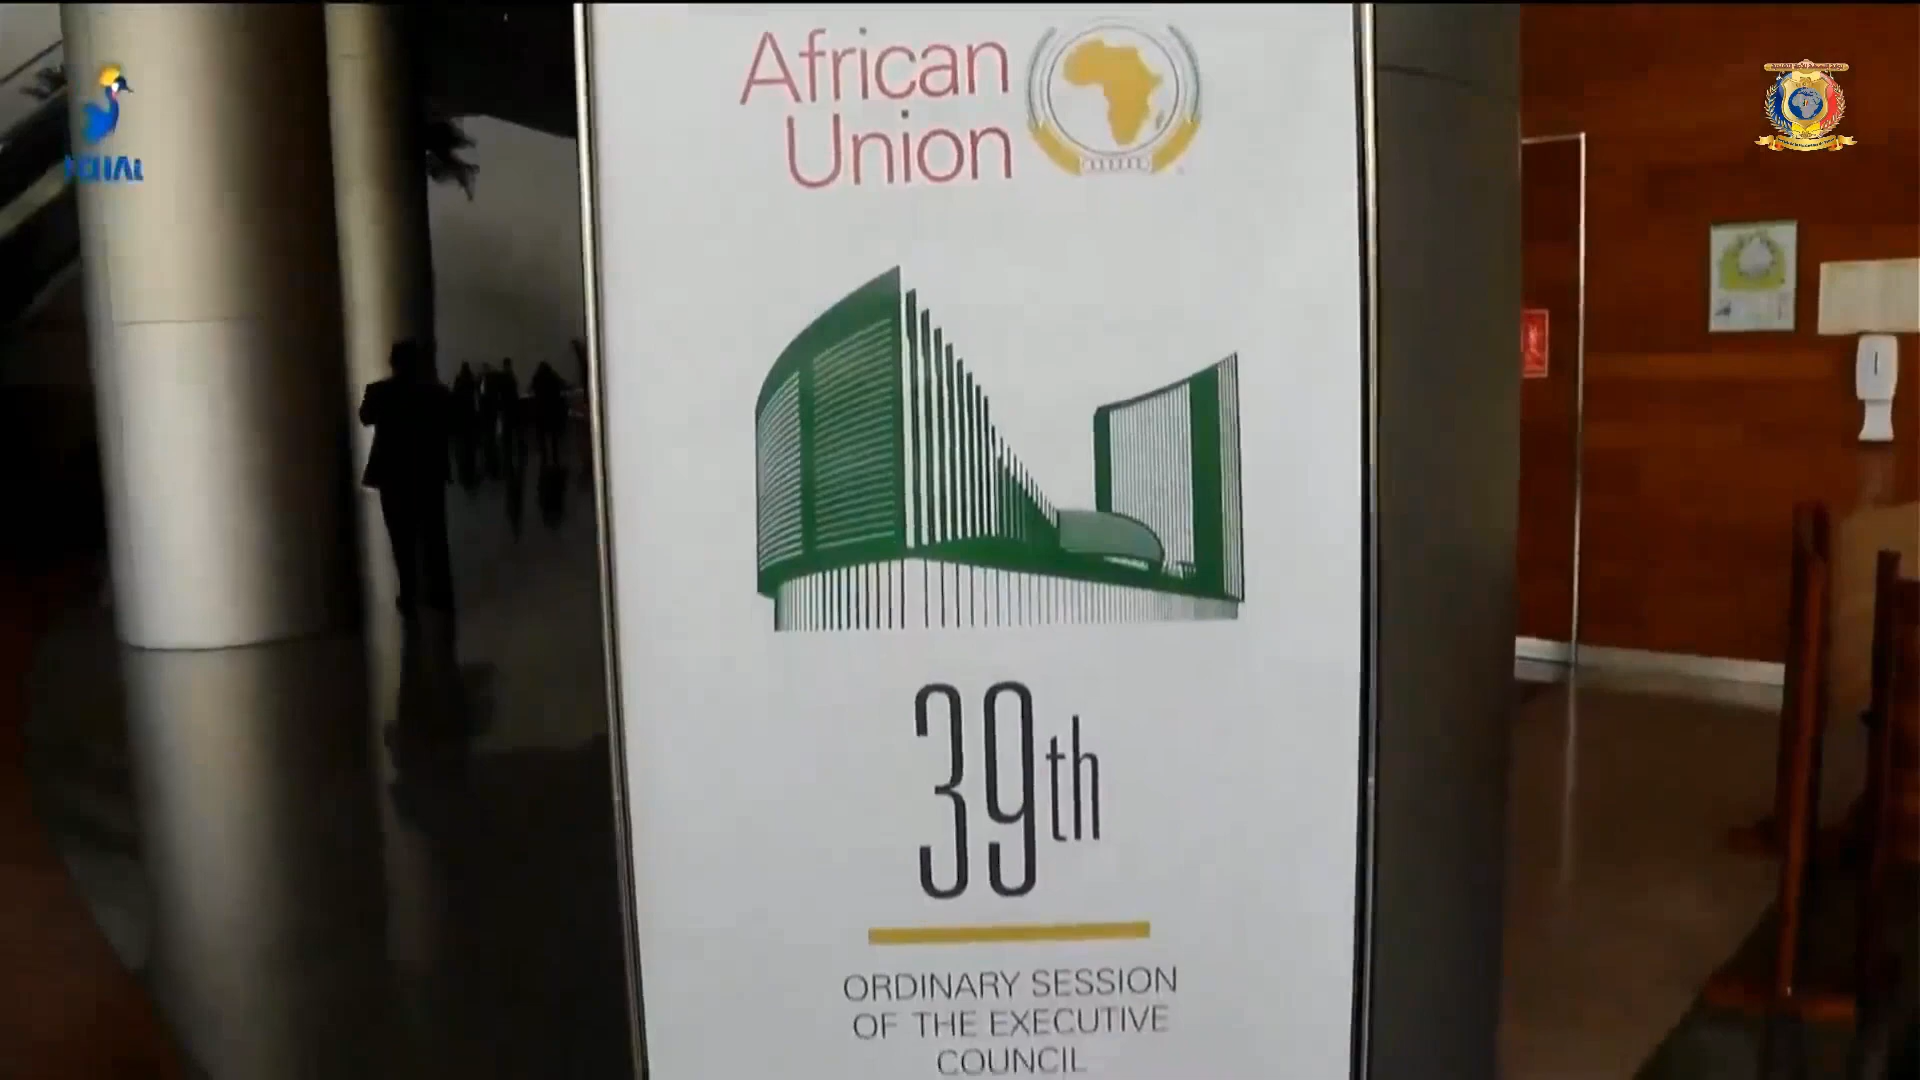 African
Union
39th
ORDINARY SESSION
OF THE EXECUTIVE
COUNCIL